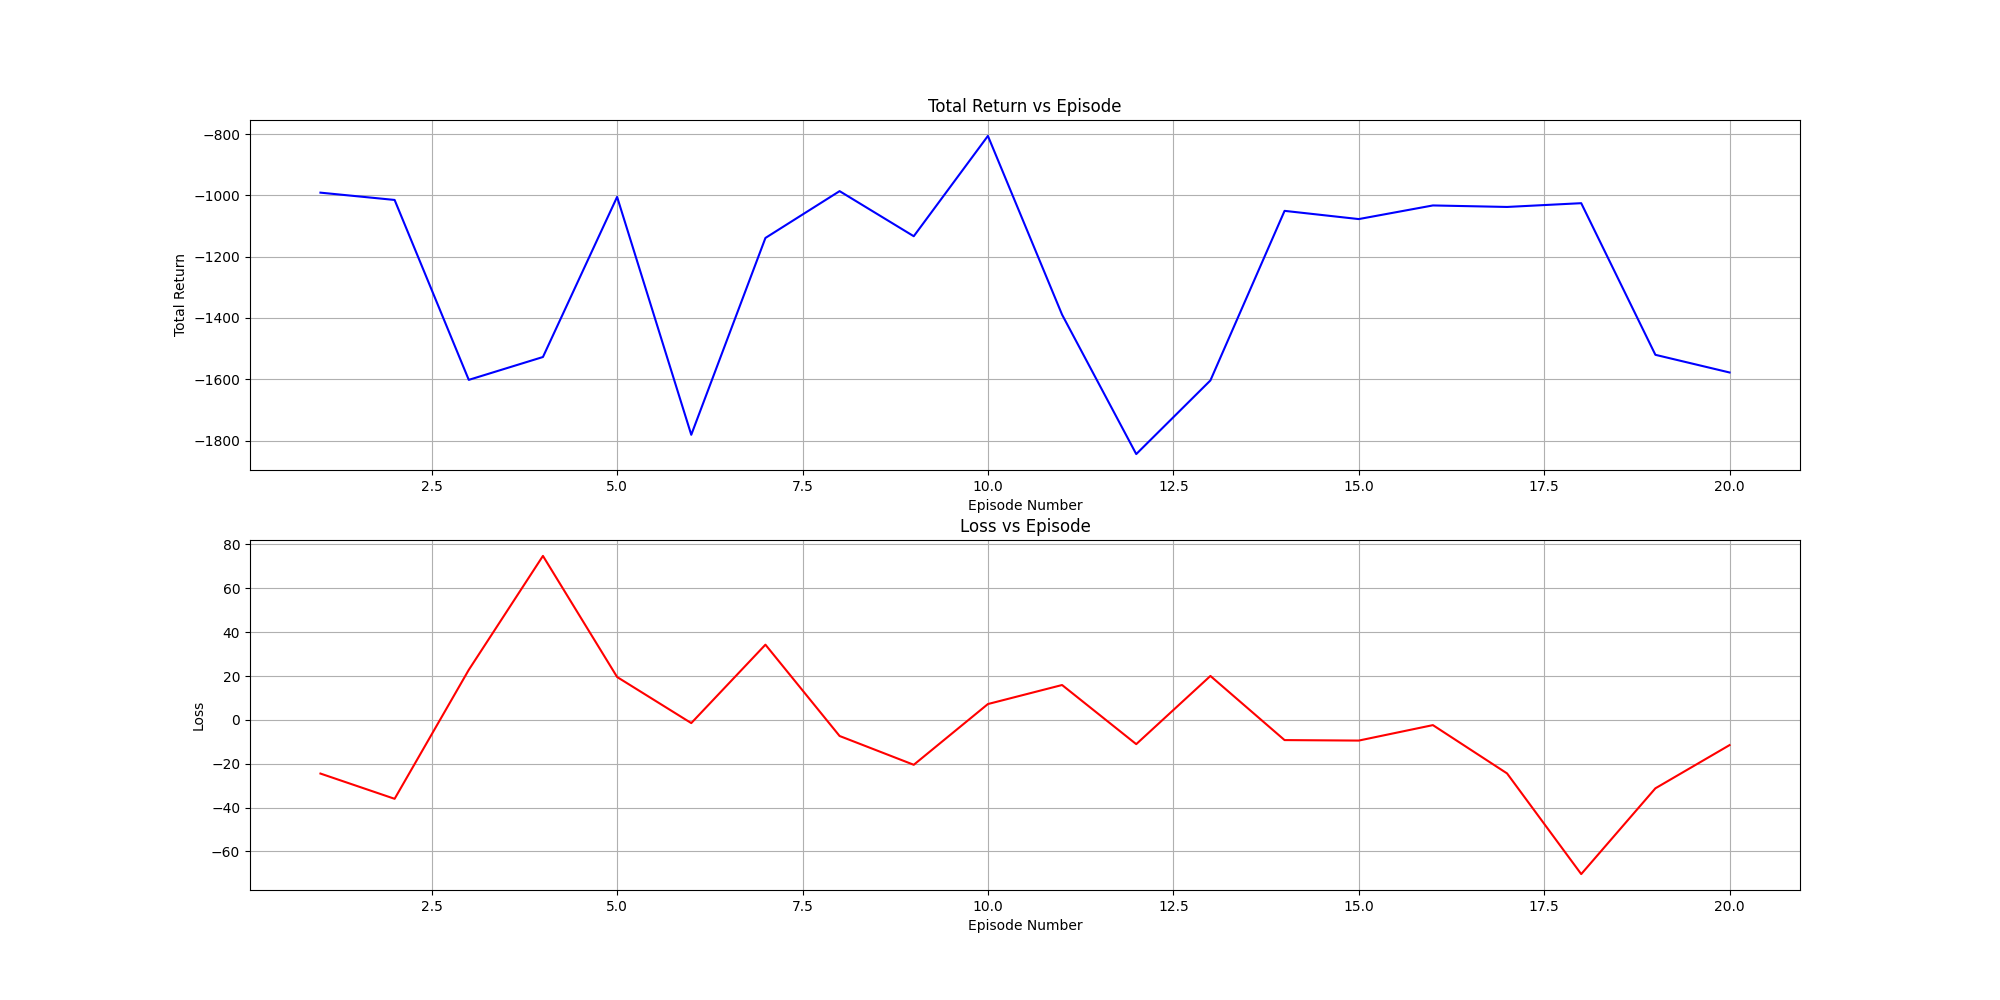 Total Return vs Episode
−800
−1000
−1200
−1400
−1600
−1800
Total Return
2.5 5.0 7.5 10.0 12.5 15.0 17.5 20.0
Episode Number
Loss vs Episode
80
60
40
20
0
−20
−40
−60
Loss
2.5 5.0 7.5 10.0 12.5 15.0 17.5 20.0
Episode Number